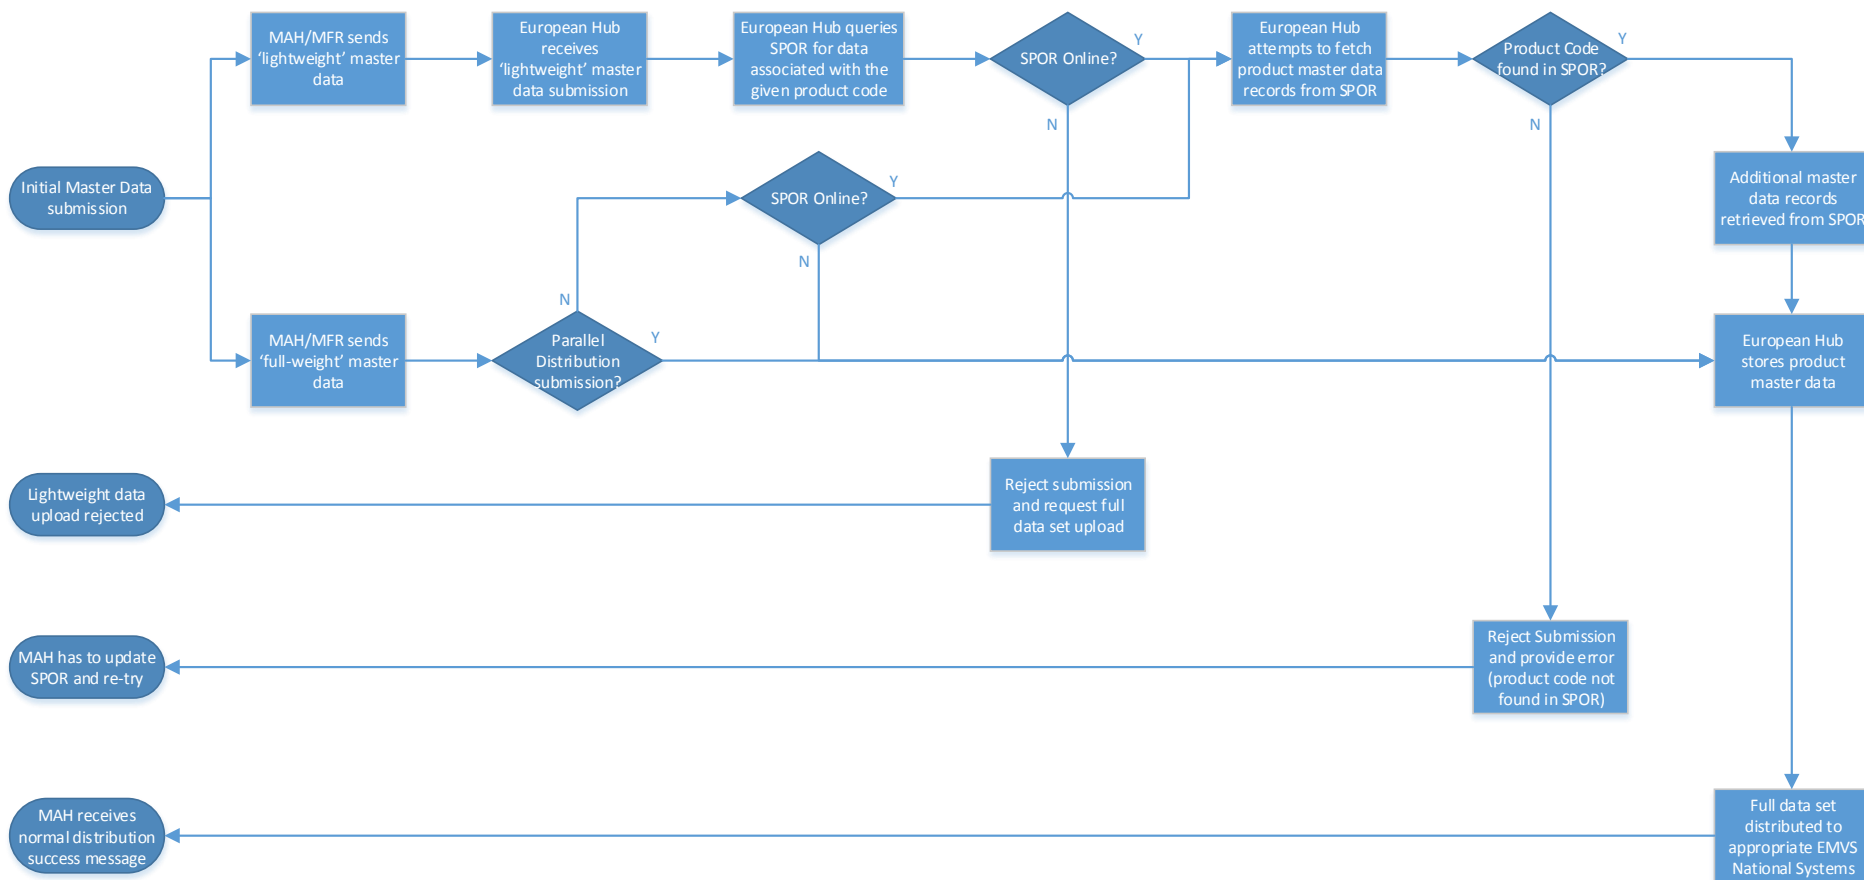 MAH/MFR sends
‘lightweight’ master
data
European Hub
receives
‘lightweight’ master
data submission
European Hub queries
SPOR for data
associated with the
given product code
SPOR Online?
Y
N
European Hub
attempts to fetch
product master data
records from SPOR
Product Code
found in SPOR?
Y
N
Initial Master Data
submission
SPOR Online?
Y
N
Additional master
data records
retrieved from SPOR
MAH/MFR sends
‘full-weight’ master
data
N
Parallel
Distribution
submission?
Y
European Hub
stores product
master data
Lightweight data
upload rejected
Reject submission
and request full
data set upload
MAH has to update
SPOR and re-try
Reject Submission
and provide error
(product code not
found in SPOR)
MAH receives
normal distribution
success message
Full data set
distributed to
appropriate EMVS
National Systems